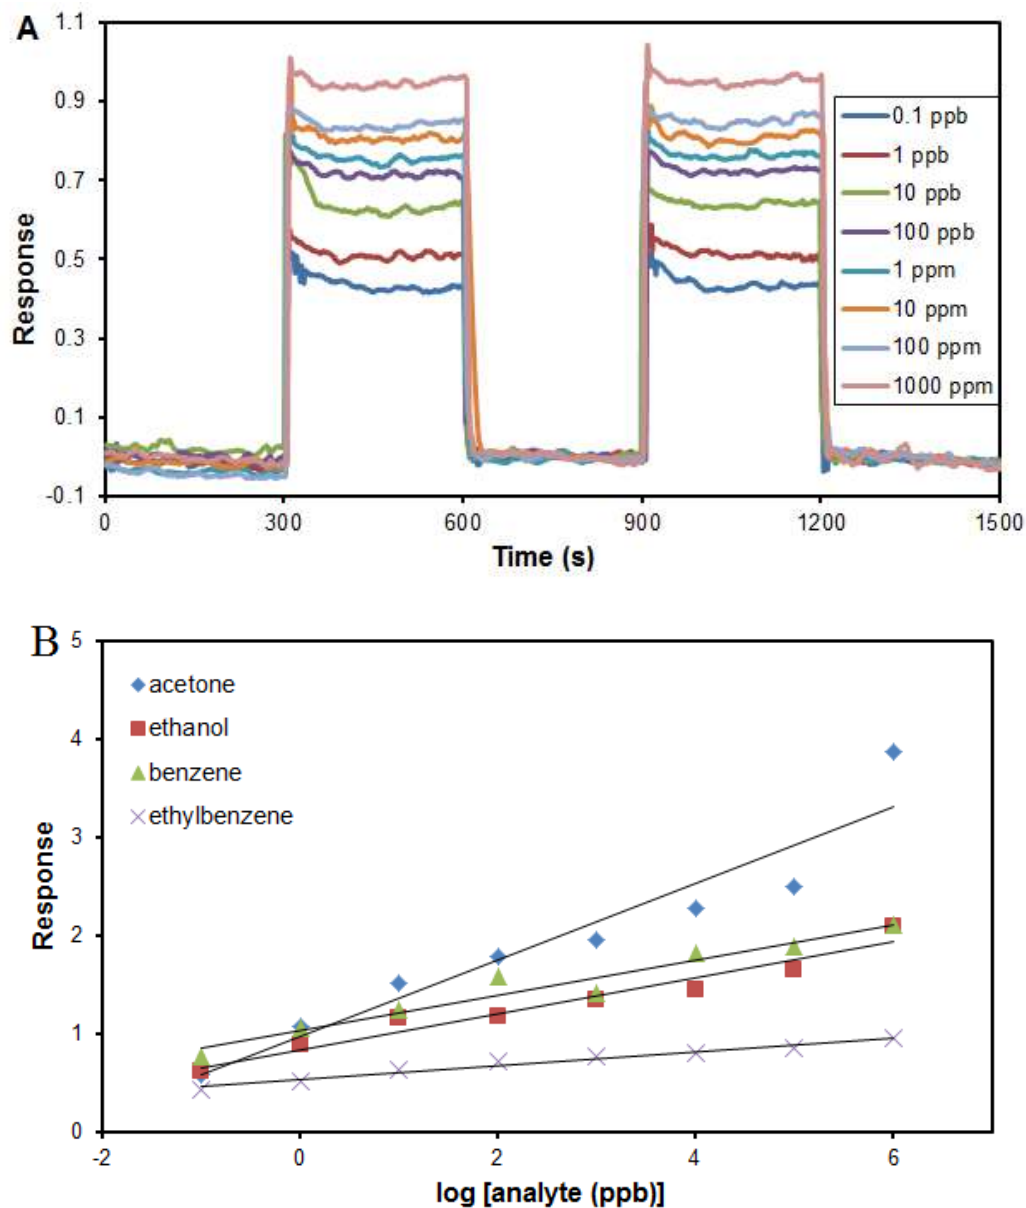 A
1.1
0.9
0.7
0.5
0.3
0.1
-0.1
Response
0.1 ppb
1 ppb
10 ppb
100 ppb
1 ppm
10 ppm
100 ppm
1000 ppm
0 300 600 900 1200 1500
Time (s)
B
5
4
3
2
1
0
Response
acetone
ethanol
benzene
ethylbenzene
-2 0 2 4 6
log [analyte (ppb)]